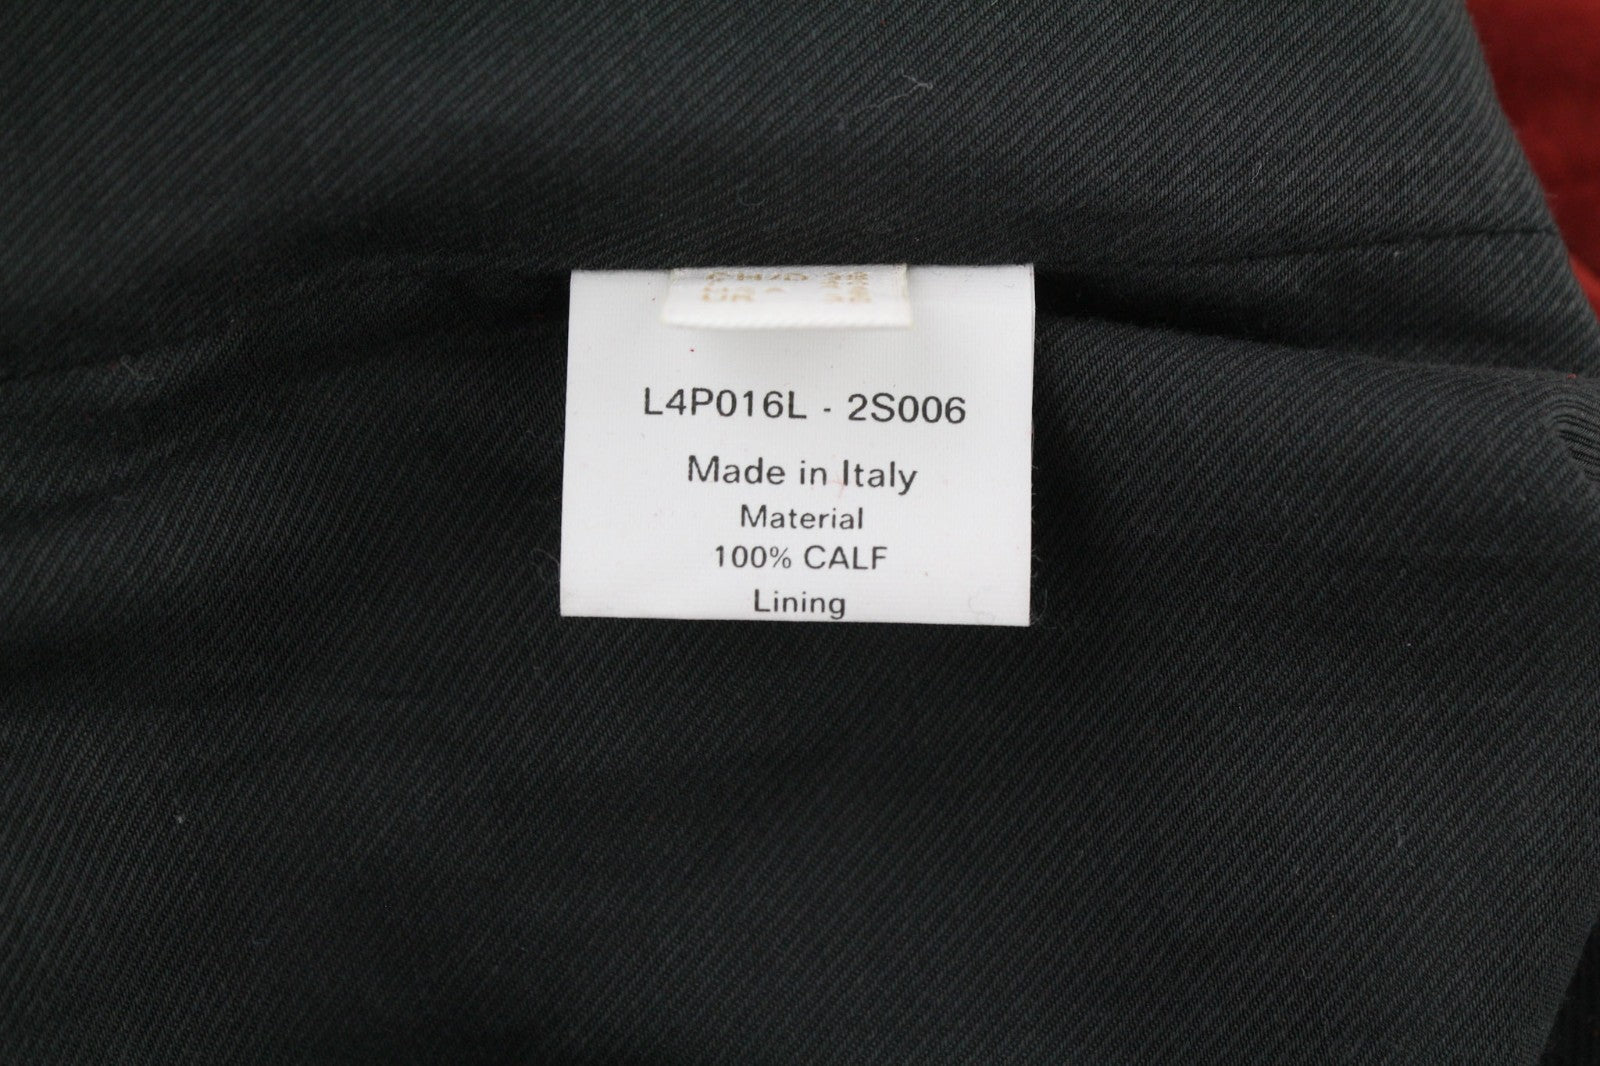 L4P016L - 2S006
Made in Italy
Material
100% CALF
Lining